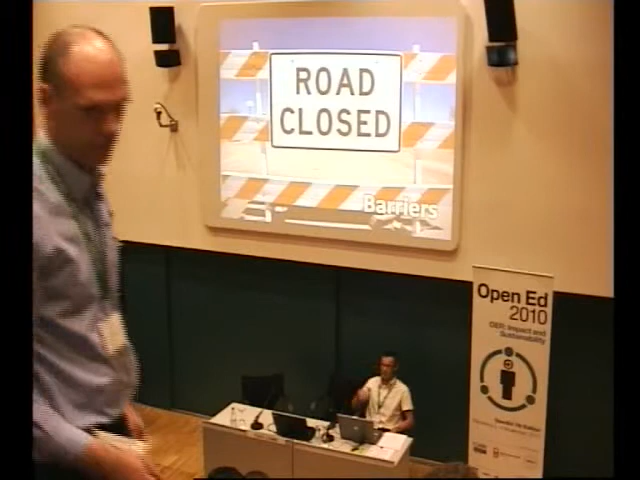 ROAD
CLOSED
Barriers
Open Ed
2010
OER: Impact and
Sustainability